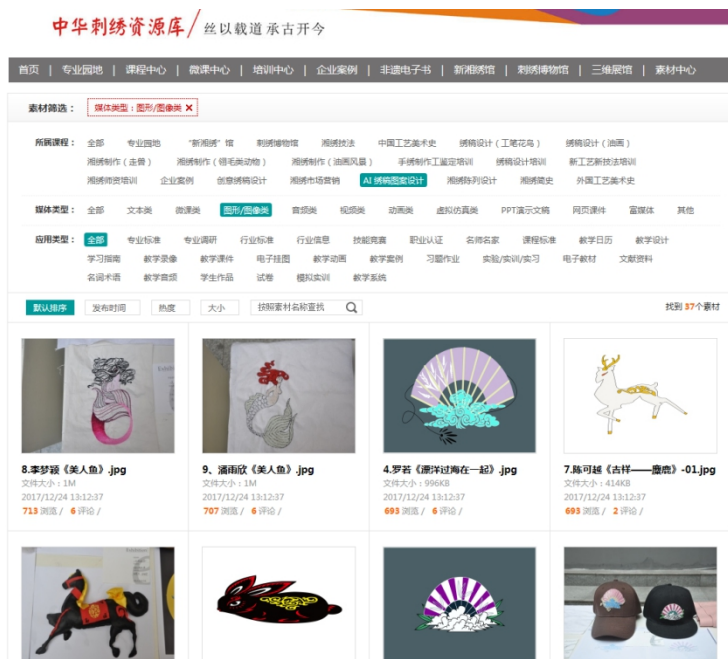 中华刺绣资源库 丝以载道 承古开今
首页 | 专业园地 | 课程中心 | 微课中心 | 培训中心 | 企业案例 | 非遗电子书 | 新湘绣馆 | 刺绣博物馆 | 三维展馆 | 素材中心
素材筛选： 媒体类型：图形/图像类 ×
所属课程： 全部 专业园地 “新湘绣”馆 刺绣博物馆 湘绣技法 中国工艺美术史 绣稿设计（工笔花鸟） 绣稿设计（油画）
湘绣制作（走兽） 湘绣制作（翎毛类动物） 湘绣制作（油画风景） 手绣制作工鉴定培训 绣稿设计培训 新工艺新技法培训
湘绣师资培训 企业案例 创意绣稿设计 湘绣市场营销 AI 绣稿图案设计 湘绣陈列设计 湘绣简史 外国工艺美术史
媒体类型： 全部 文本类 微课类 图形/图像类 音频类 视频类 动画类 虚拟仿真类 PPT演示文稿 网页课件 富媒体 其他
应用类型： 全部 专业标准 专业调研 行业标准 行业信息 技能竞赛 职业认证 名师名家 课程标准 教学日历 教学设计
学习指南 教学录像 教学课件 电子挂图 教学动画 教学案例 习题作业 实验/实训/实习 电子教材 文献资料
名词术语 教学音频 学生作品 试卷 模拟实训 教学系统
默认排序 发布时间 热度 大小 按照素材名称查找 找到 37个素材
8.李梦颖《美人鱼》.jpg
文件大小：1M
2017/12/24 13:12:37
713 浏览 / 6 评论 /
9、潘雨欣《美人鱼》.jpg
文件大小：1M
2017/12/24 13:12:37
707 浏览 / 6 评论 /
4.罗若《漂洋过海在一起》.jpg
文件大小：996KB
2017/12/24 13:12:37
693 浏览 / 6 评论 /
7.陈可越《吉祥——麋鹿》-01.jpg
文件大小：414KB
2017/12/24 13:12:37
693 浏览 / 2 评论 /